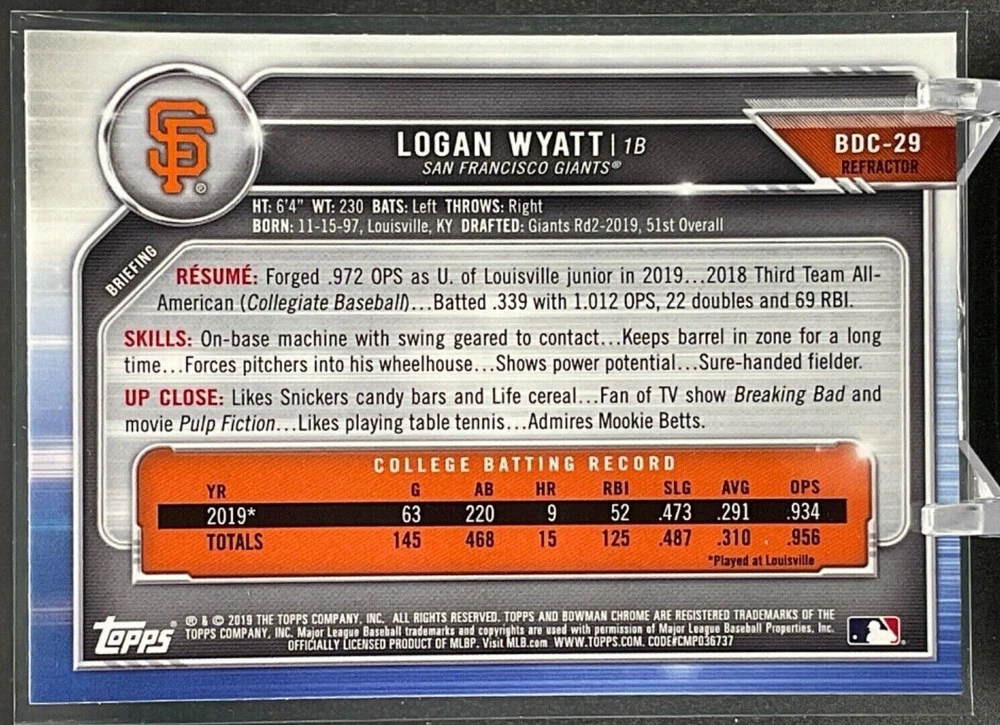 SF®
LOGAN WYATT | 1B
SAN FRANCISCO GIANTS®
BDC-29
REFRACTOR
HT: 6'4" WT: 230 BATS: Left THROWS: Right
BORN: 11-15-97, Louisville, KY DRAFTED: Giants Rd2-2019, 51st Overall
BRIEFING
RÉSUMÉ: Forged .972 OPS as U. of Louisville junior in 2019...2018 Third Team All-
American (Collegiate Baseball)...Batted .339 with 1.012 OPS, 22 doubles and 69 RBI.
SKILLS: On-base machine with swing geared to contact...Keeps barrel in zone for a long
time...Forces pitchers into his wheelhouse...Shows power potential...Sure-handed fielder.
UP CLOSE: Likes Snickers candy bars and Life cereal...Fan of TV show Breaking Bad and
movie Pulp Fiction...Likes playing table tennis...Admires Mookie Betts.
COLLEGE BATTING RECORD
YR G AB HR RBI SLG AVG OPS
2019* 63 220 9 52 .473 .291 .934
TOTALS 145 468 15 125 .487 .310 .956
*Played at Louisville
Topps®
® & © 2019 THE TOPPS COMPANY, INC. ALL RIGHTS RESERVED. TOPPS AND BOWMAN CHROME ARE REGISTERED TRADEMARKS OF THE
TOPPS COMPANY, INC. Major League Baseball trademarks and copyrights are used with permission of Major League Baseball Properties, Inc.
OFFICIALLY LICENSED PRODUCT OF MLBP. Visit MLB.com WWW.TOPPS.COM. CODE#CMP036737